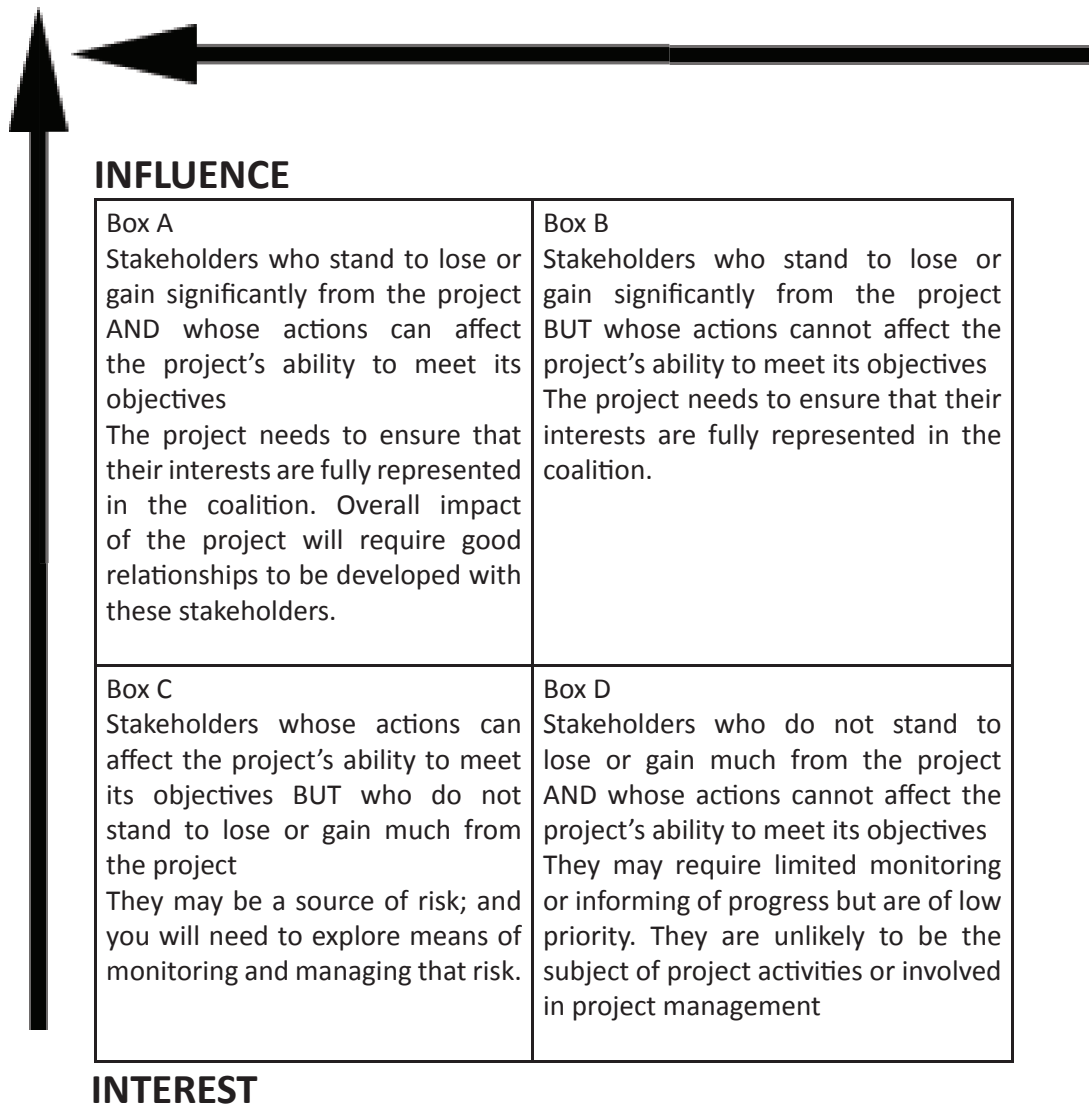 INFLUENCE
Box A
Stakeholders who stand to lose or
gain significantly from the project
AND whose actions can affect
the project's ability to meet its
objectives
The project needs to ensure that
their interests are fully represented
in the coalition. Overall impact
of the project will require good
relationships to be developed with
these stakeholders.
Box B
Stakeholders who stand to lose or
gain significantly from the project
BUT whose actions cannot affect the
project's ability to meet its objectives
The project needs to ensure that their
interests are fully represented in the
coalition.
Box C
Stakeholders whose actions can
affect the project's ability to meet
its objectives BUT who do not
stand to lose or gain much from
the project
They may be a source of risk; and
you will need to explore means of
monitoring and managing that risk.
Box D
Stakeholders who do not stand to
lose or gain much from the project
AND whose actions cannot affect the
project's ability to meet its objectives
They may require limited monitoring
or informing of progress but are of low
priority. They are unlikely to be the
subject of project activities or involved
in project management
INTEREST